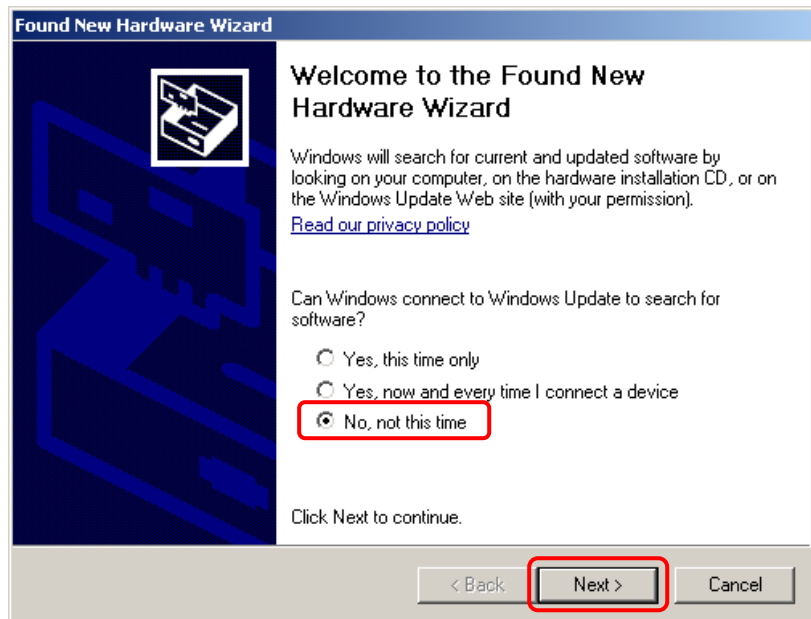 Found New Hardware Wizard
Welcome to the Found New
Hardware Wizard
Windows will search for current and updated software by
looking on your computer, on the hardware installation CD, or on
the Windows Update Web site (with your permission).
Read our privacy policy
Can Windows connect to Windows Update to search for
software?
Yes, this time only
Yes, now and every time I connect a device
No, not this time
Click Next to continue.
< Back
Next >
Cancel